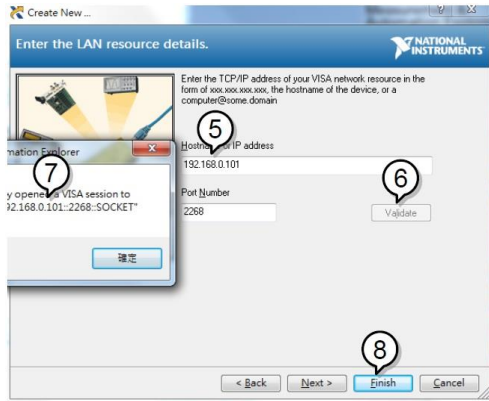 Create New ...
Enter the LAN resource details.
NATIONAL
INSTRUMENTS
Enter the TCP/IP address of your VISA network resource in the
form of xxx.xxx.xxx.xxx, the hostname of the device, or a
computer@some.domain
5
Hostname or IP address
192.168.0.101
6
Port Number
2268
Validate
mation Explorer
7
y opened a VISA session to
92.168.0.101::2268::SOCKET"
確定
8
< Back
Next >
Finish
Cancel